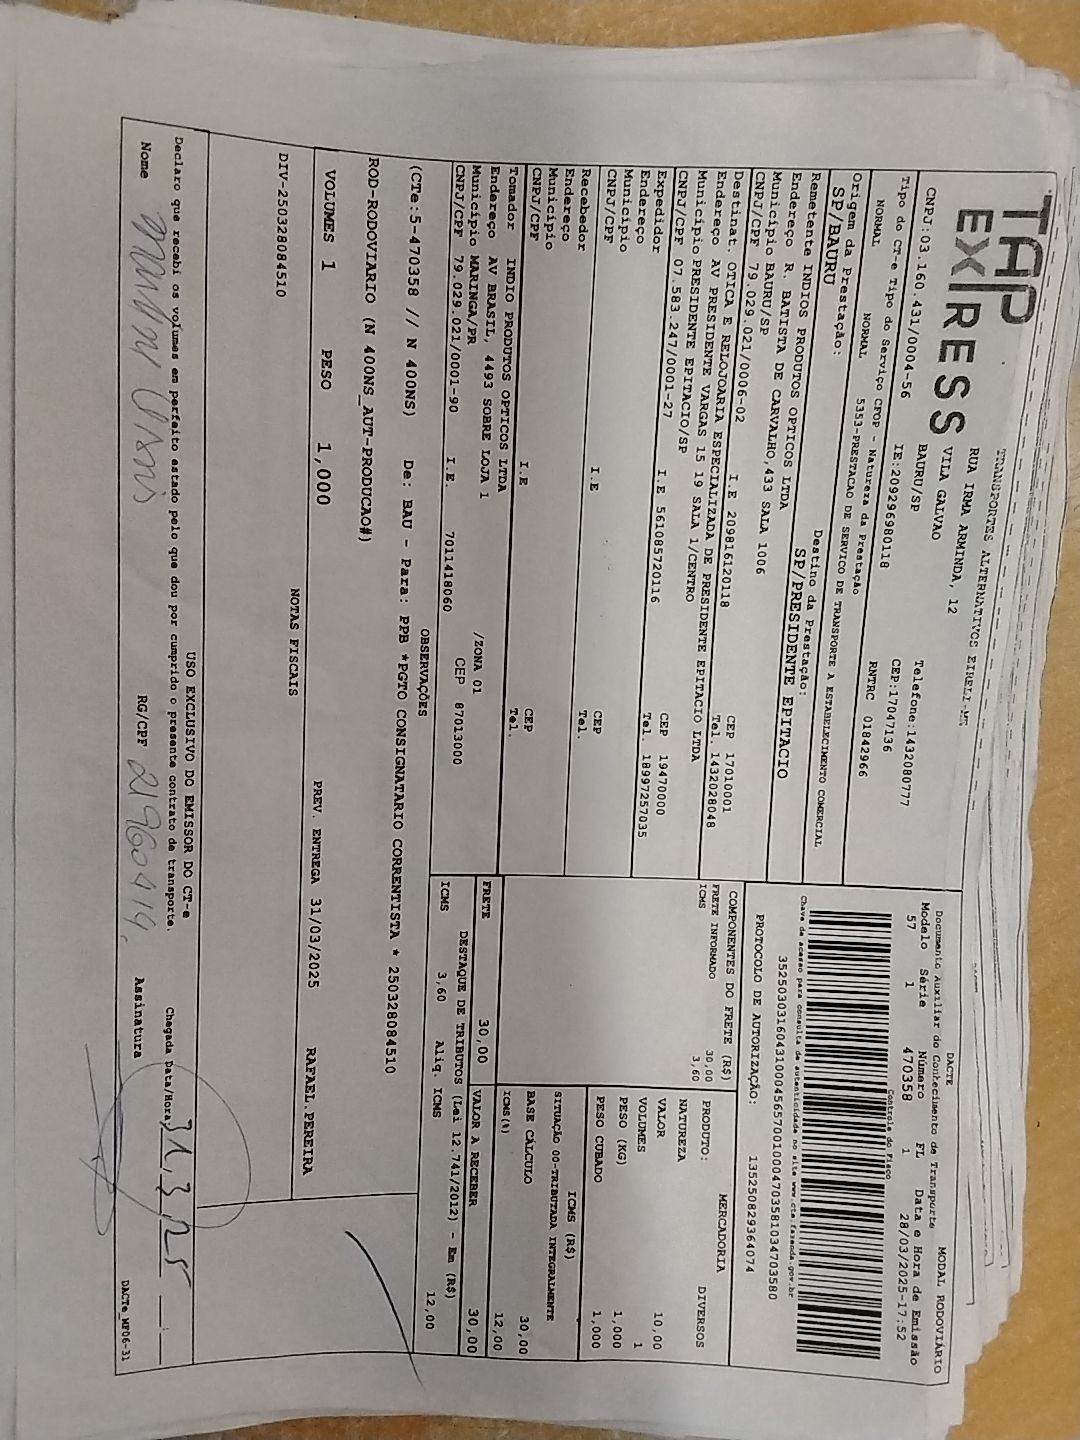 TAP
EXPRESS
TRANSPORTES ALTERNATIVOS EIRELI-ME
RUA IRMA ARMINDA, 12
VILA GALVAO
BAURU/SP
Telefone:1432080777
CEP:17047136
CNPJ:03.160.431/0004-56 IE:209296980118 RNTRC 01842966
Tipo do CT-e Tipo do Serviço CFOP - Natureza da Prestação
NORMAL NORMAL 5353-PRESTACAO DE SERVICO DE TRANSPORTE A ESTABELECIMENTO COMERCIAL
Origem da Prestação: Destino da Prestação:
SP/BAURU SP/PRESIDENTE EPITACIO
Remetente INDIOS PRODUTOS OPTICOS LTDA
Endereço R. BATISTA DE CARVALHO,433 SALA 1006
Município BAURU/SP CEP 17010001
CNPJ/CPF 79.029.021/0006-02 I.E 209816120118 Tel. 1432028048
Destinat. OTICA E RELOJOARIA ESPECIALIZADA DE PRESIDENTE EPITACIO LTDA
Endereço AV PRESIDENTE VARGAS 15 19 SALA 1/CENTRO
Município PRESIDENTE EPITACIO/SP CEP 19470000
CNPJ/CPF 07.583.247/0001-27 I.E 561085720116 Tel. 18997257035
Expedidor
Endereço
Município CEP
CNPJ/CPF I.E Tel.
Recebedor
Endereço
Município CEP
CNPJ/CPF I.E Tel.
Tomador INDIO PRODUTOS OPTICOS LTDA
Endereço AV BRASIL, 4493 SOBRE LOJA 1 /ZONA 01
Município MARINGA/PR CEP 87013000
CNPJ/CPF 79.029.021/0001-90 I.E. 7011418060
DACTE MODAL RODOVIÁRIO
Documento Auxiliar do Conhecimento de Transporte
Modelo Série Número FL Data e Hora de Emissão
57 1 470358 1 28/03/2025-17:52
Controle do Fisco
Chave de acesso para consulta de autenticidade no site www.cte.fazenda.gov.br
35250303160431000456570010004703581034703580
PROTOCOLO DE AUTORIZAÇÃO: 135250829364074
COMPONENTES DO FRETE (R$)
FRETE INFORMADO 30,00
ICMS 3,60
PRODUTO: MERCADORIA
NATUREZA DIVERSOS
VALOR 10,00
VOLUMES 1
PESO (KG) 1,000
PESO CUBADO 1,000
ICMS (R$)
SITUAÇÃO 00-TRIBUTADA INTEGRALMENTE
BASE CÁLCULO 30,00
ICMS(%) 12,00
FRETE 30,00 VALOR A RECEBER 30,00
DESTAQUE DE TRIBUTOS (Lei 12.741/2012) - Em (R$)
ICMS 3,60 Aliq. ICMS 12,00
OBSERVAÇÕES
(CTe:5-470358 // N 400NS) De: BAU - Para: PPB *PGTO CONSIGNATARIO CORRENTISTA * 250328084510
ROD-RODOVIARIO (N 400NS_AUT-PRODUCAO#)
VOLUMES 1 PESO 1,000 PREV. ENTREGA 31/03/2025 RAFAEL.PEREIRA
NOTAS FISCAIS
DIV-250328084510
USO EXCLUSIVO DO EMISSOR DO CT-e
Declaro que recebi os volumes em perfeito estado pelo que dou por cumprido o presente contrato de transporte. Chegada Data/Hora 31/3/25 :
Nome RG/CPF Assinatura
DACTe_MF06-31